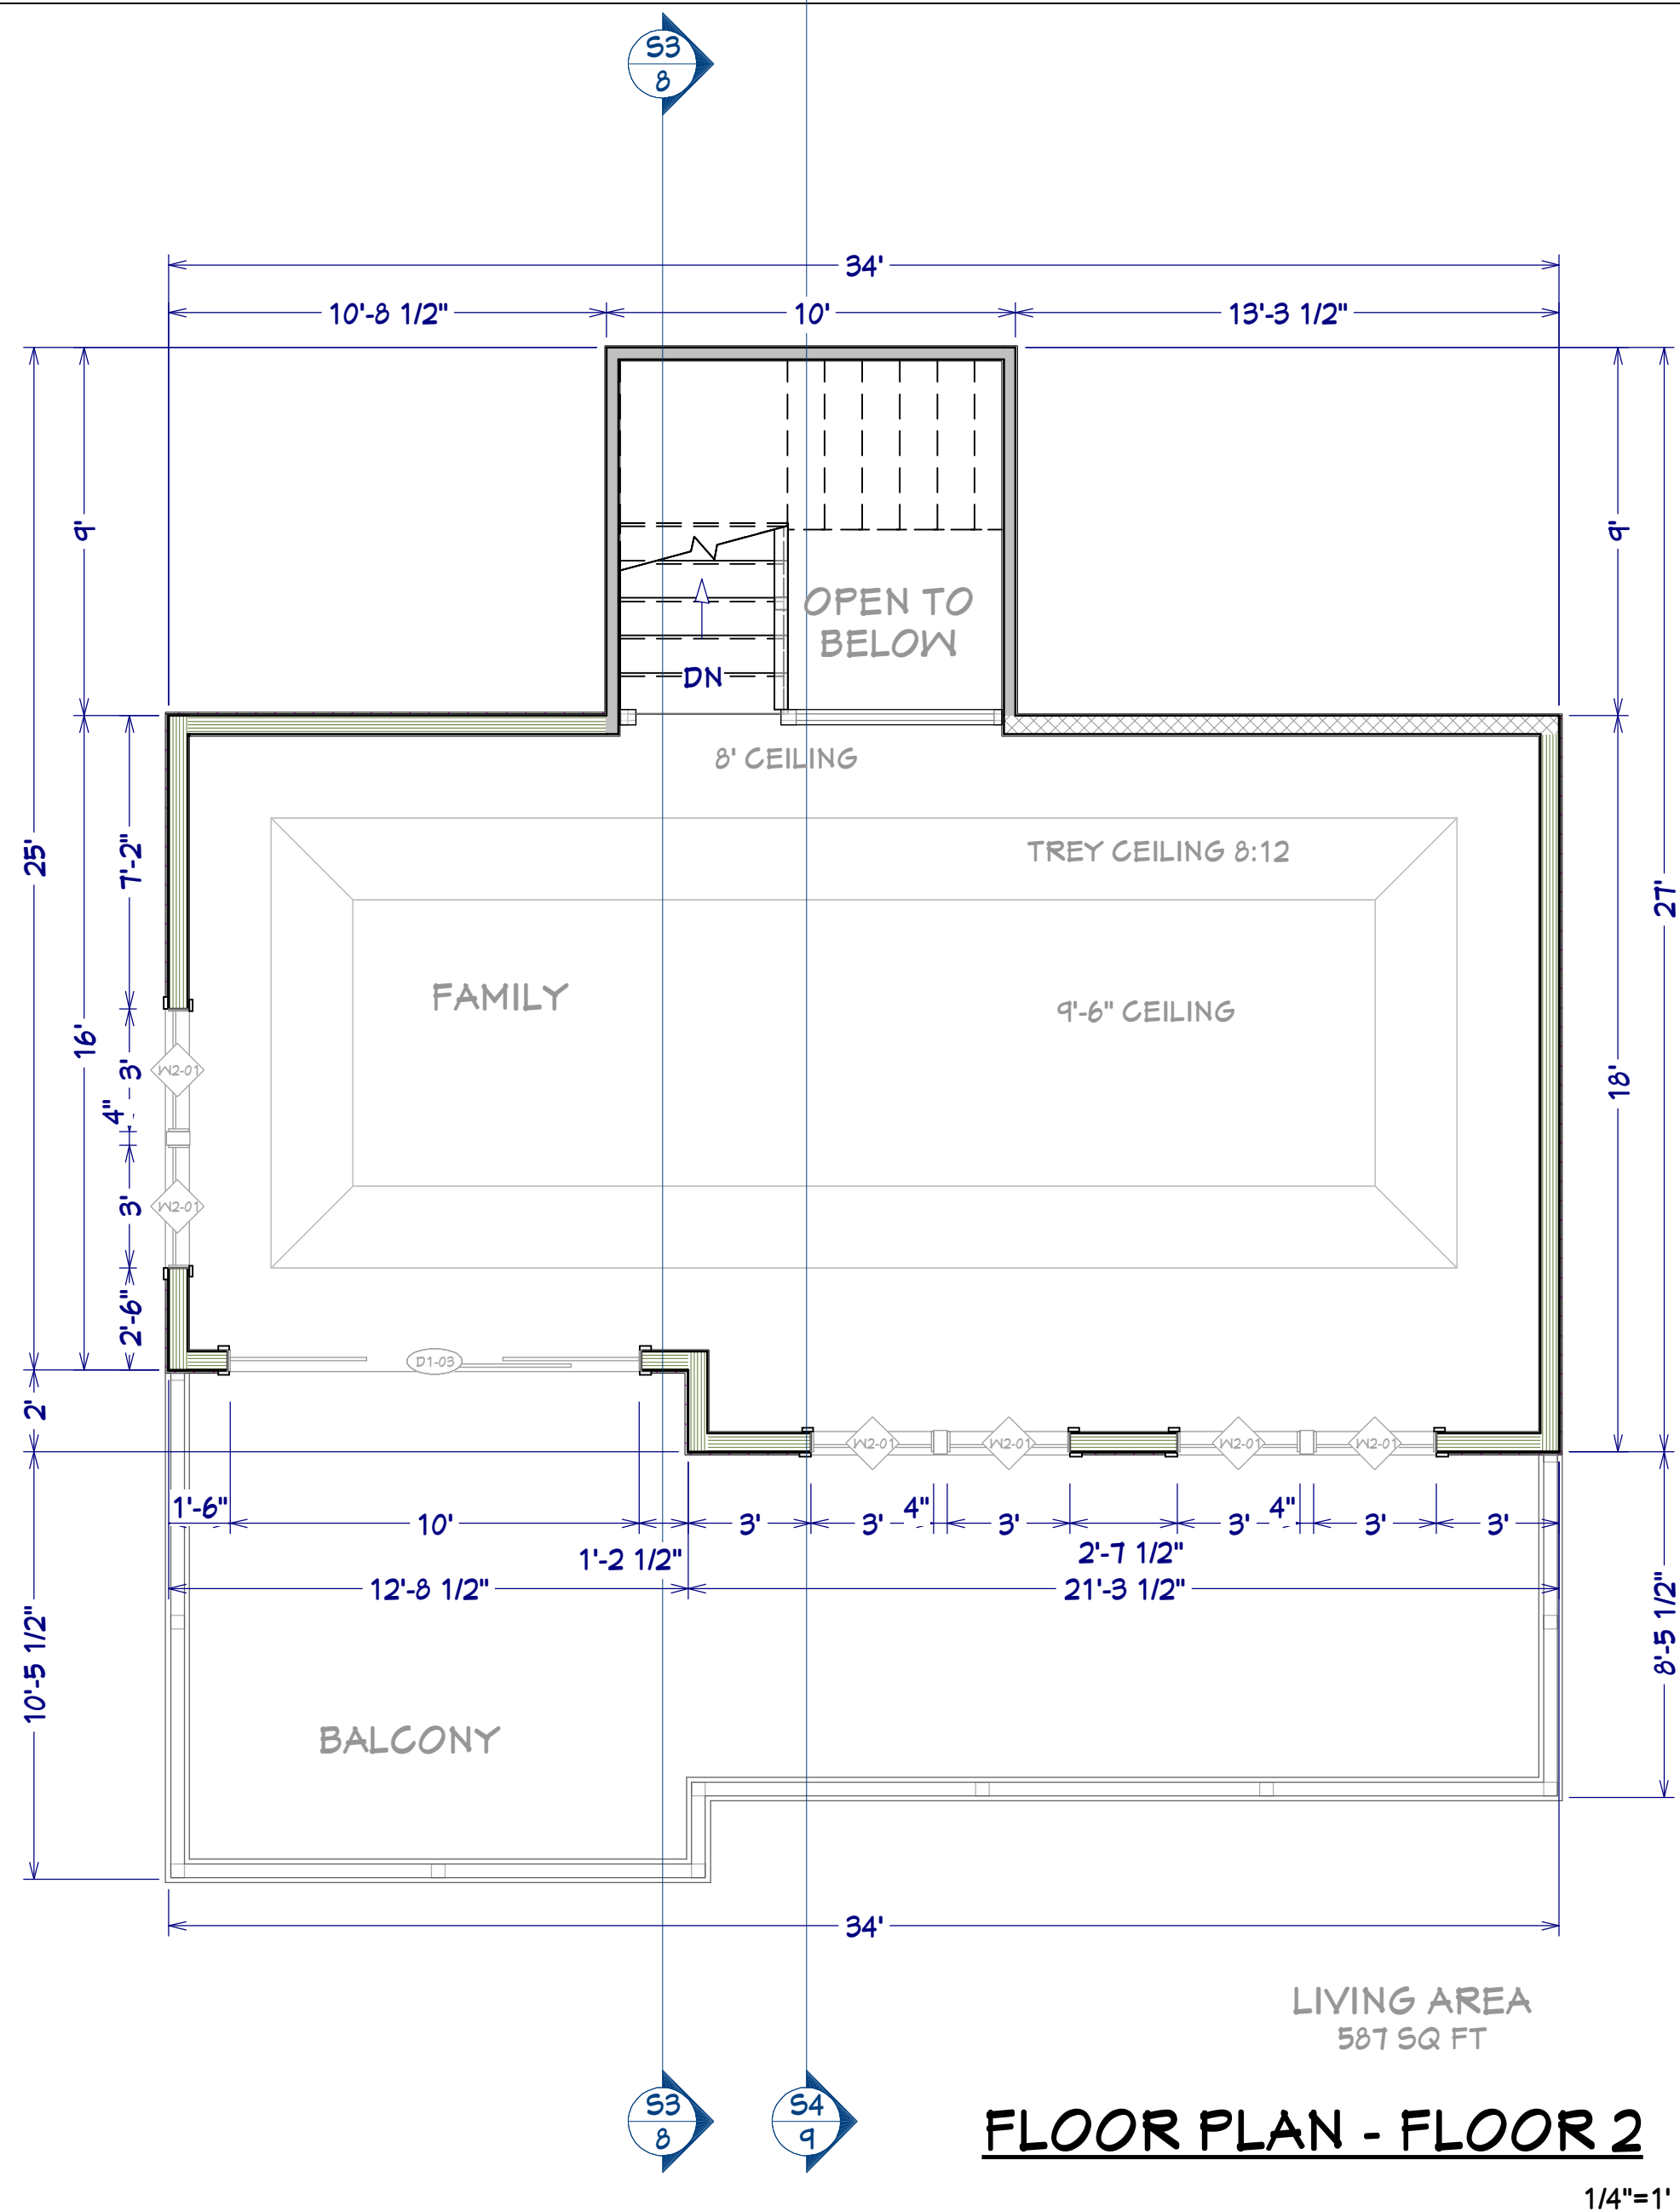 S3
8
34'
10'-8 1/2"
10'
13'-3 1/2"
9'
9'
OPEN TO
BELOW
DN
8' CEILING
25'
7'-2"
TREY CEILING 8:12
27'
FAMILY
9'-6" CEILING
16'
3'
W2-01
18'
4"
3'
W2-01
2'-6"
D1-03
2'
W2-01
W2-01
W2-01
W2-01
1'-6"
10'
3'
3'
4"
3'
3'
4"
3'
3'
1'-2 1/2"
2'-7 1/2"
12'-8 1/2"
21'-3 1/2"
10'-5 1/2"
8'-5 1/2"
BALCONY
34'
LIVING AREA
587 SQ FT
S3
8
S4
9
FLOOR PLAN - FLOOR 2
1/4"=1'